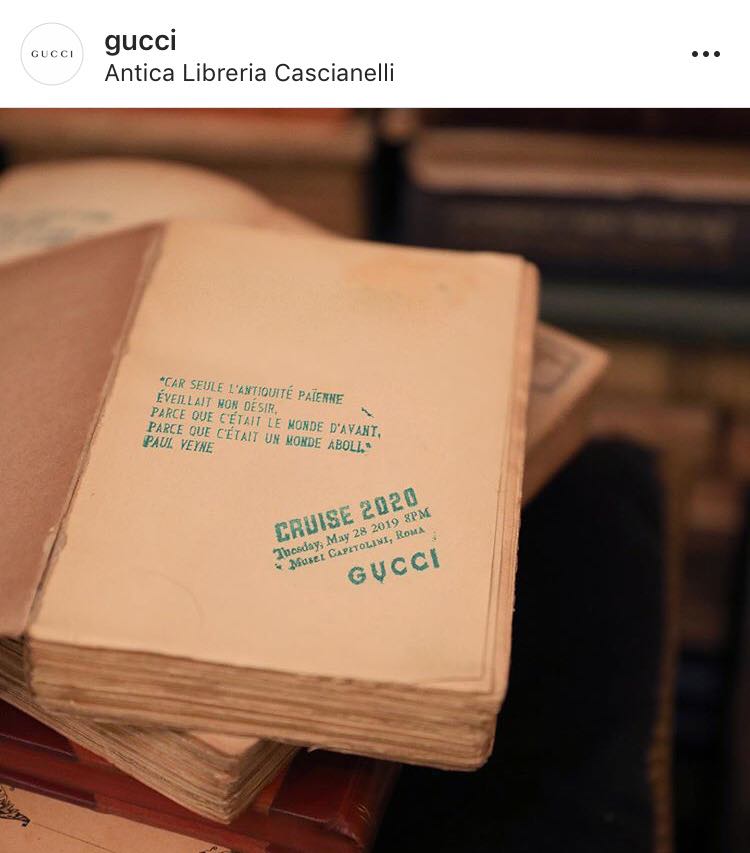 GUCCI
gucci
Antica Libreria Cascianelli
"CAR SEULE L'ANTIQUITÉ PAÏENNE
ÉVEILLAIT MON DÉSIR,
PARCE QUE C'ÉTAIT LE MONDE D'AVANT,
PARCE QUE C'ÉTAIT UN MONDE ABOLI."
PAUL VEYNE
CRUISE 2020
Tuesday, May 28 2019 8PM
MUSEI CAPITOLINI, ROMA
GUCCI